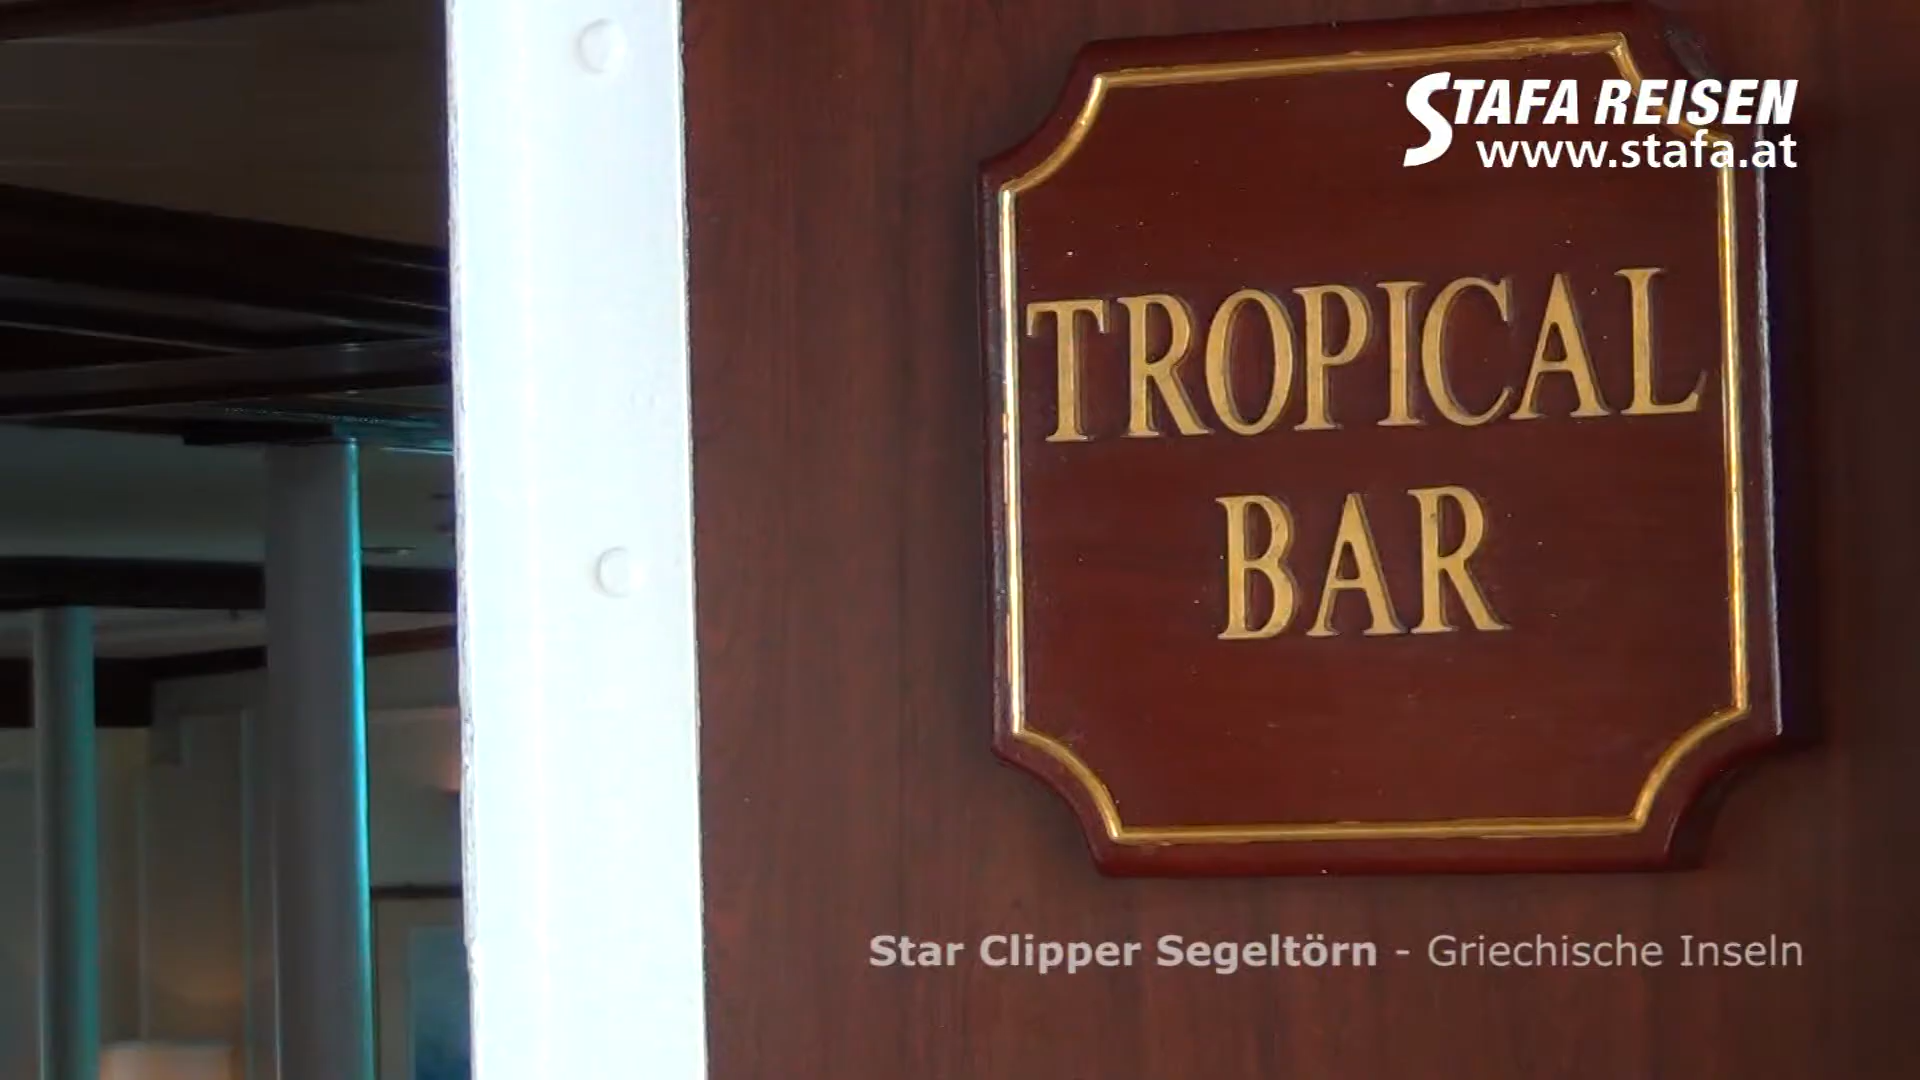 STAFA REISEN
www.stafa.at
TROPICAL
BAR
Star Clipper Segeltörn - Griechische Inseln